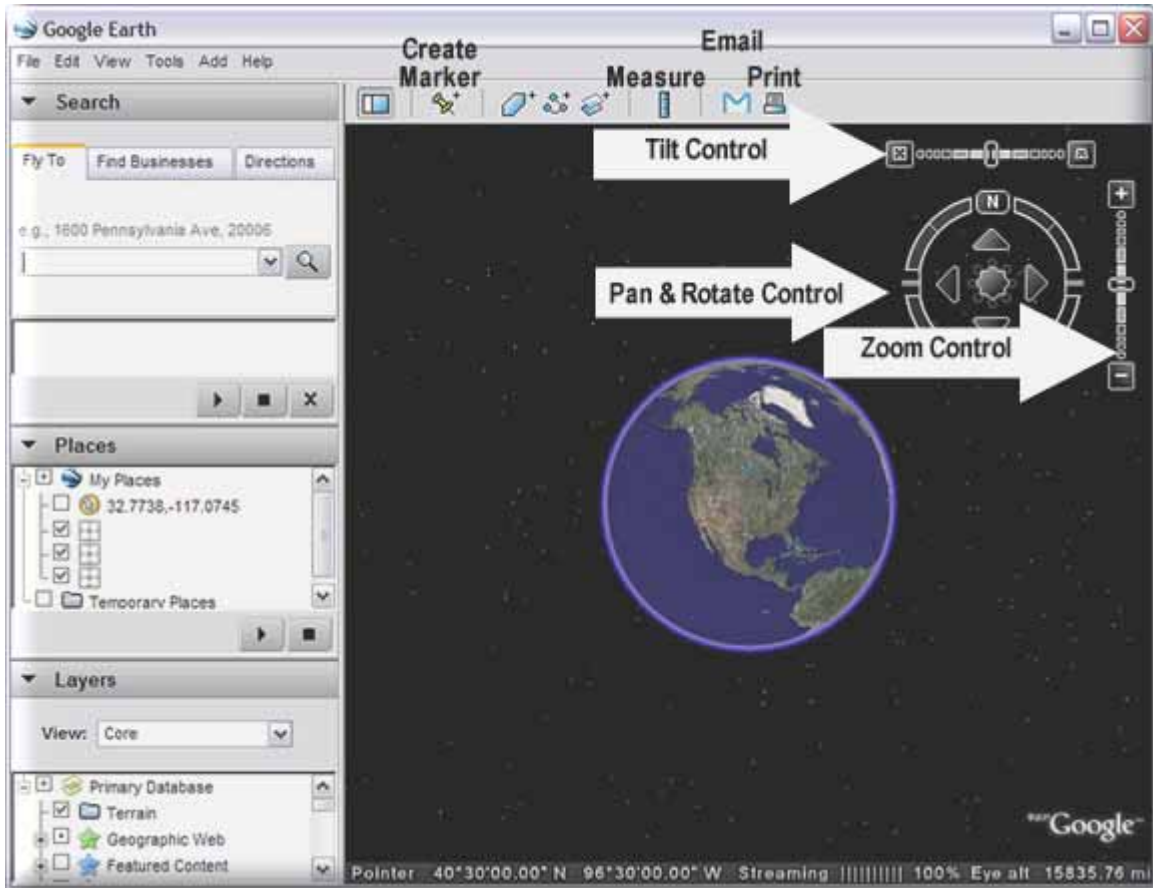 Google Earth
File Edit View Tools Add Help
Create
Marker
Measure
Email
Print
Search
Fly To
Find Businesses
Directions
e.g., 1600 Pennsylvania Ave, 20006
Places
My Places
32.7738,-117.0745
Temporary Places
Layers
View: Core
Primary Database
Terrain
Geographic Web
Featured Content
Tilt Control
N
Pan & Rotate Control
Zoom Control
Google
Pointer 40°30'00.00" N 96°30'00.00" W Streaming |||||||||| 100% Eye alt 15835.76 mi